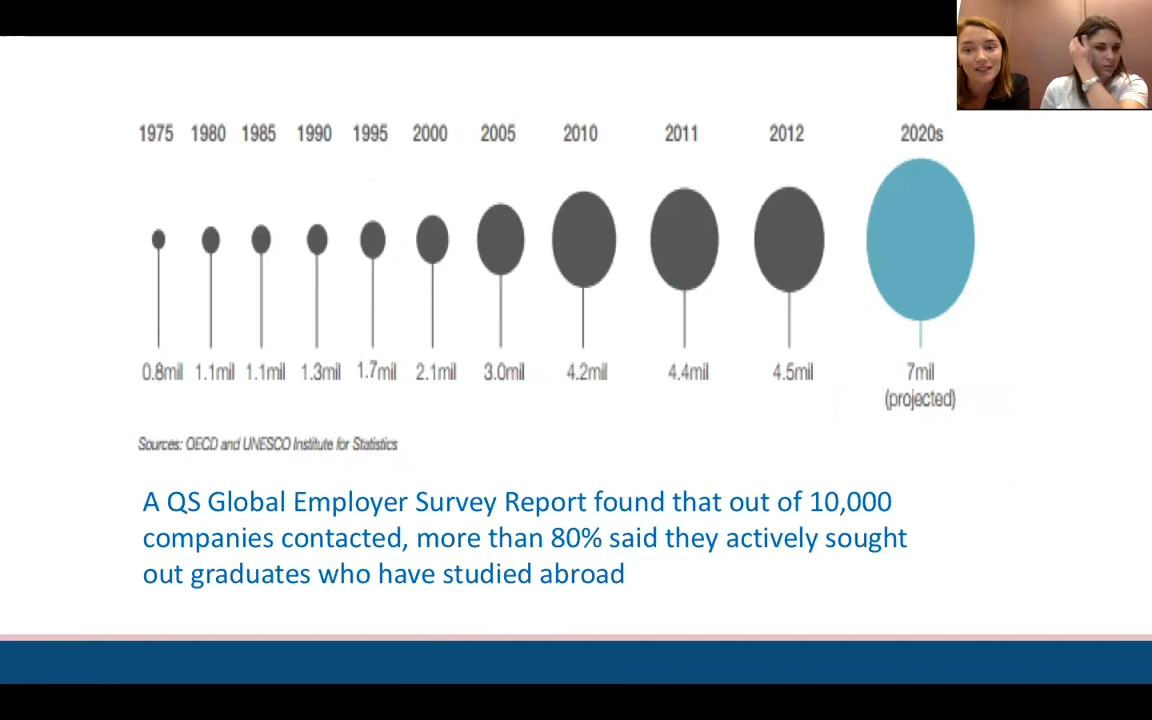 1975 1980 1985 1990 1995 2000 2005 2010 2011 2012 2020s
0.8mil 1.1mil 1.1mil 1.3mil 1.7mil 2.1mil 3.0mil 4.2mil 4.4mil 4.5mil 7mil
(projected)
Sources: OECD and UNESCO Institute for Statistics
A QS Global Employer Survey Report found that out of 10,000
companies contacted, more than 80% said they actively sought
out graduates who have studied abroad